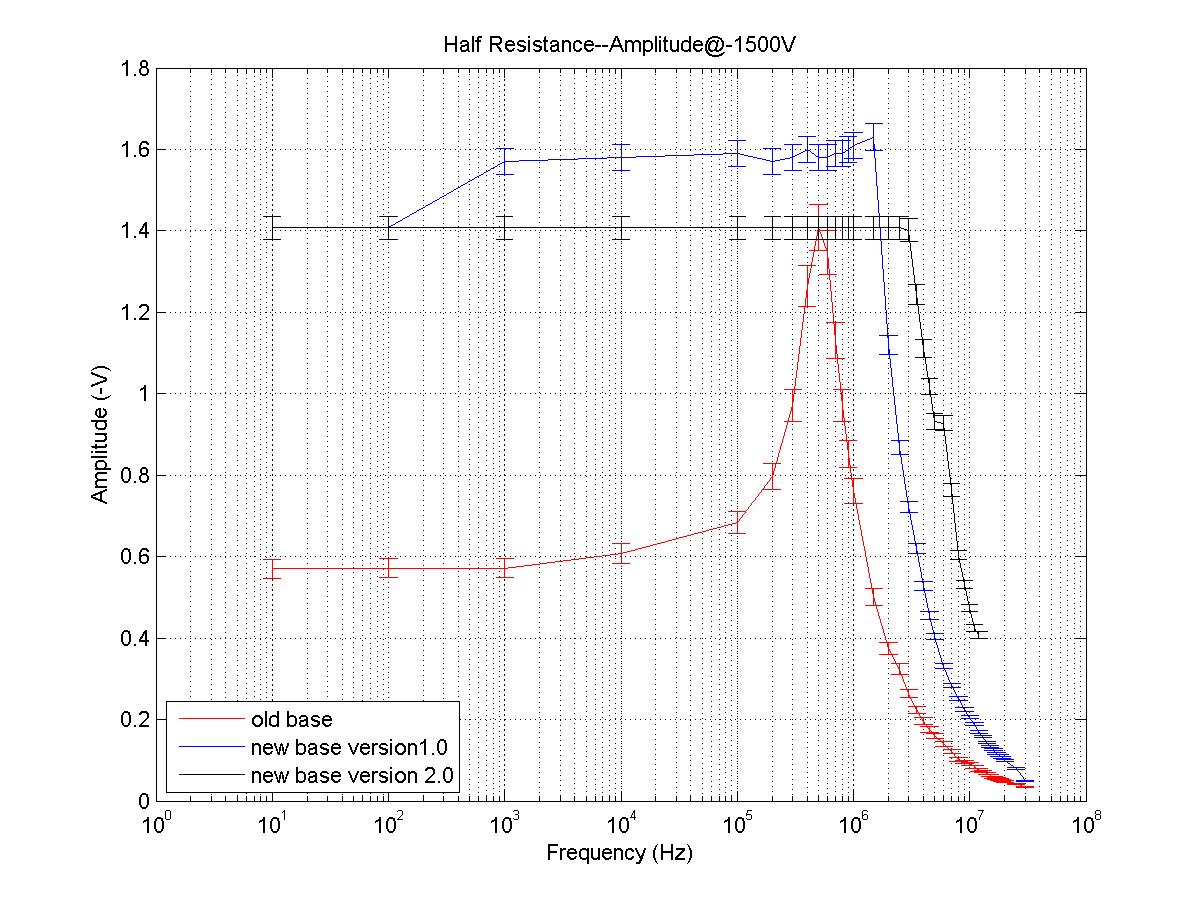 Half Resistance--Amplitude@-1500V
1.8
1.6
1.4
1.2
1
0.8
0.6
0.4
0.2
0
Amplitude (-V)
old base
new base version1.0
new base version 2.0
10^0 10^1 10^2 10^3 10^4 10^5 10^6 10^7 10^8
Frequency (Hz)